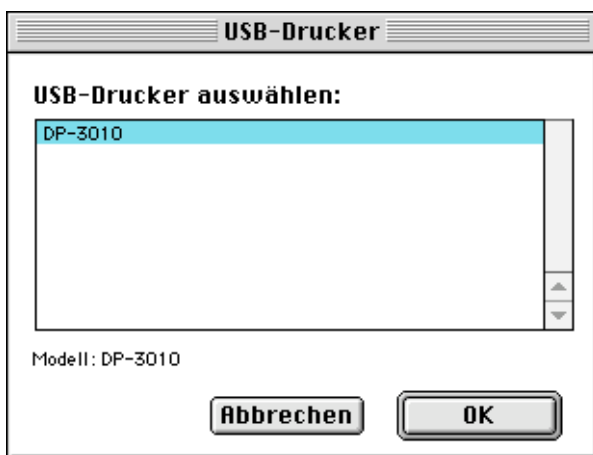 USB-Drucker
USB-Drucker auswählen:
DP-3010
Modell: DP-3010
Abbrechen
OK